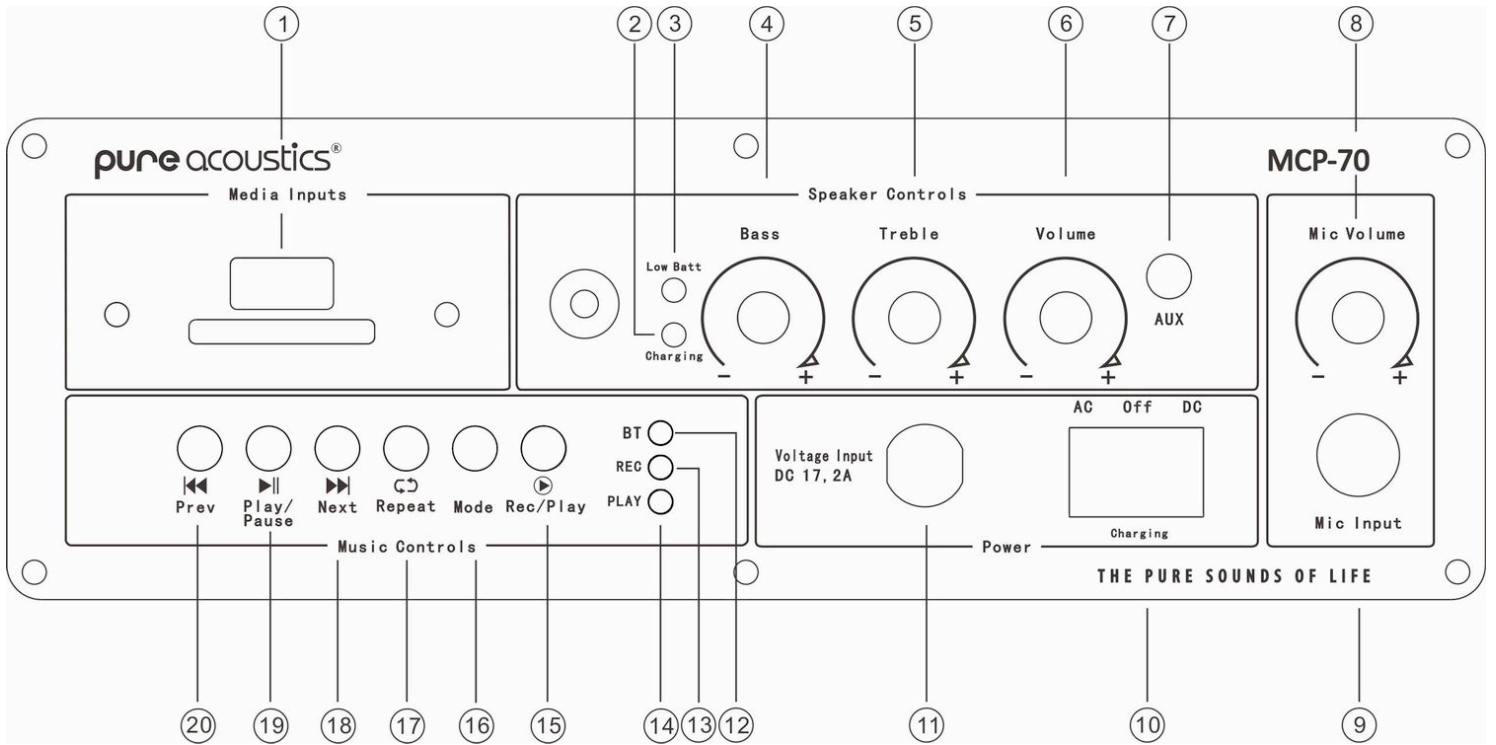 1 2 3 4 5 6 7 8
pure acoustics®
MCP-70
Media Inputs
Speaker Controls
Bass Treble Volume Mic Volume
Low Batt
AUX
Charging
- + - + - + - +
AC Off DC
BT
Voltage Input
REC
DC 17, 2A
PLAY
Prev Play/ Next Repeat Mode Rec/Play
Pause
Mic Input
Charging
Music Controls
Power
THE PURE SOUNDS OF LIFE
20 19 18 17 16 15 14 13 12 11 10 9